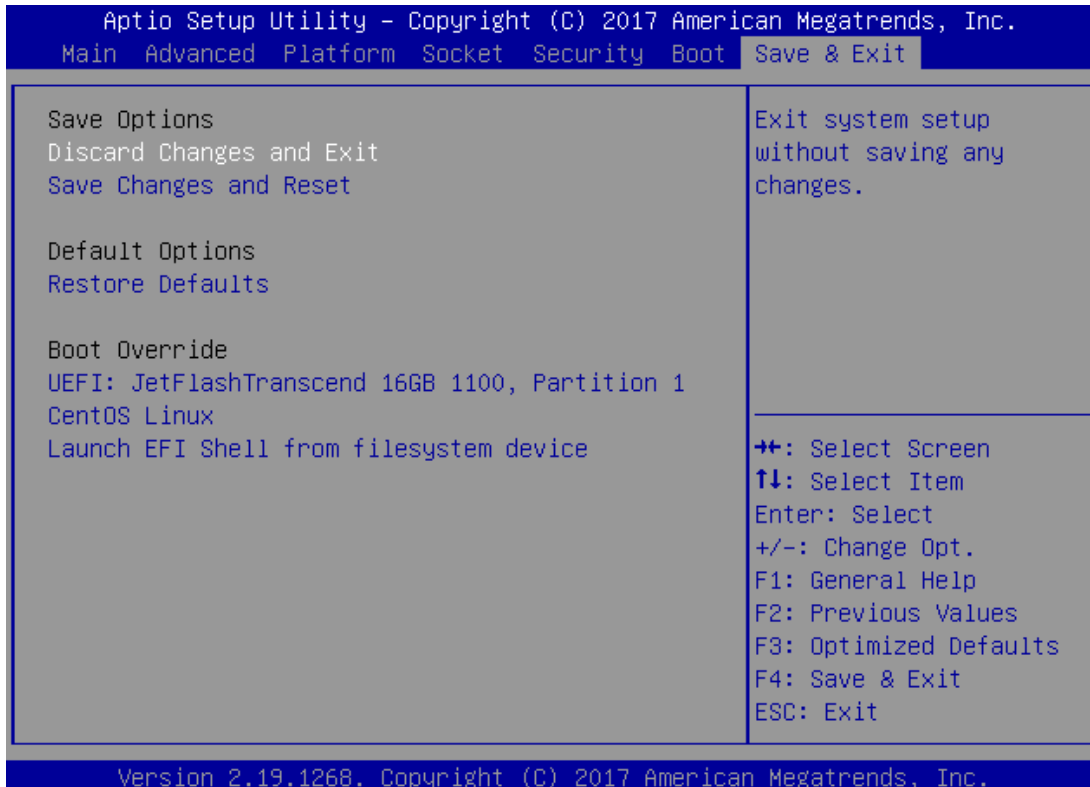 Aptio Setup Utility – Copyright (C) 2017 American Megatrends, Inc.
Main Advanced Platform Socket Security Boot Save & Exit
Save Options
Discard Changes and Exit
Save Changes and Reset
Default Options
Restore Defaults
Boot Override
UEFI: JetFlashTranscend 16GB 1100, Partition 1
CentOS Linux
Launch EFI Shell from filesystem device
Exit system setup
without saving any
changes.
→←: Select Screen
↑↓: Select Item
Enter: Select
+/-: Change Opt.
F1: General Help
F2: Previous Values
F3: Optimized Defaults
F4: Save & Exit
ESC: Exit
Version 2.19.1268. Copyright (C) 2017 American Megatrends, Inc.